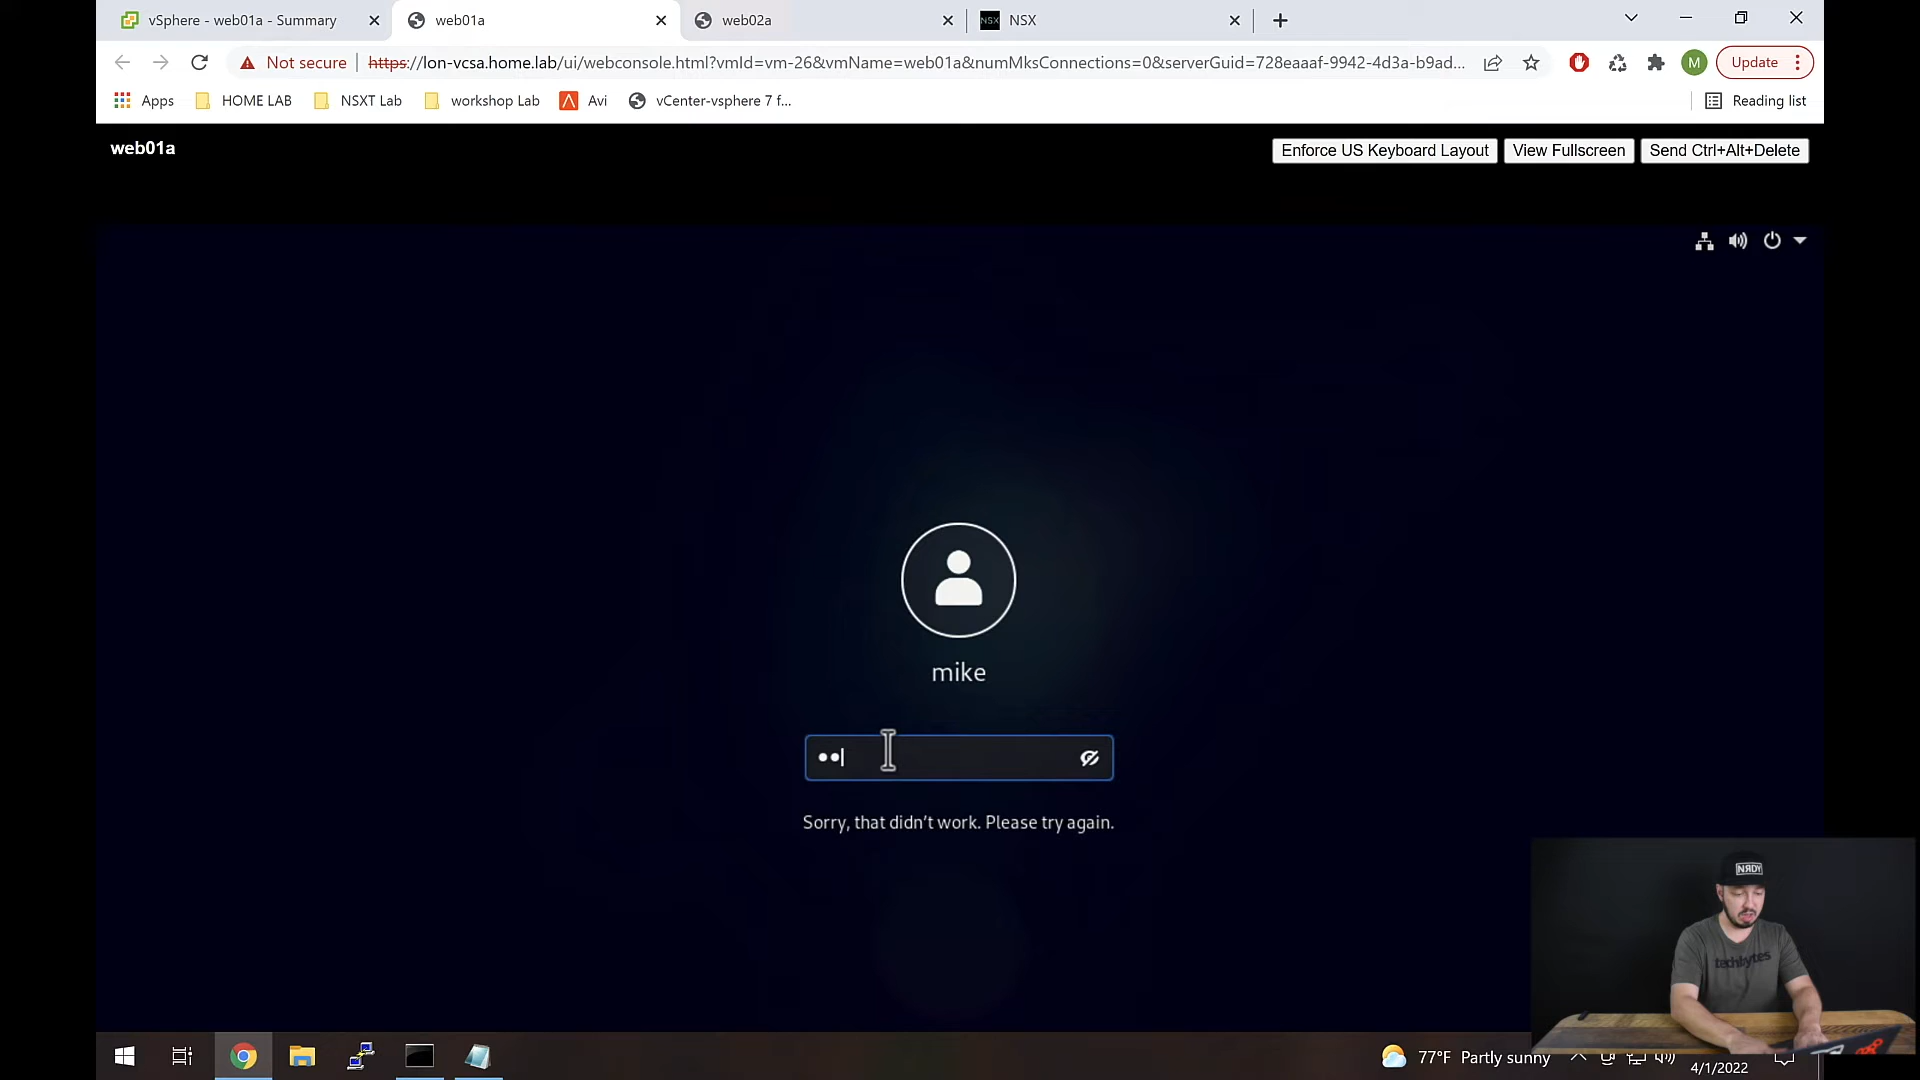 vSphere - web01a - Summary
web01a
web02a
NSX
NSX
Not secure
https://lon-vcsa.home.lab/ui/webconsole.html?vmId=vm-26&vmName=web01a&numMksConnections=0&serverGuid=728eaaaf-9942-4d3a-b9ad...
M
Update
Apps
HOME LAB
NSXT Lab
workshop Lab
Avi
vCenter-vsphere 7 f...
Reading list
web01a
Enforce US Keyboard Layout
View Fullscreen
Send Ctrl+Alt+Delete
mike
Sorry, that didn't work. Please try again.
NЯDY
techbytes
77°F Partly sunny
4/1/2022